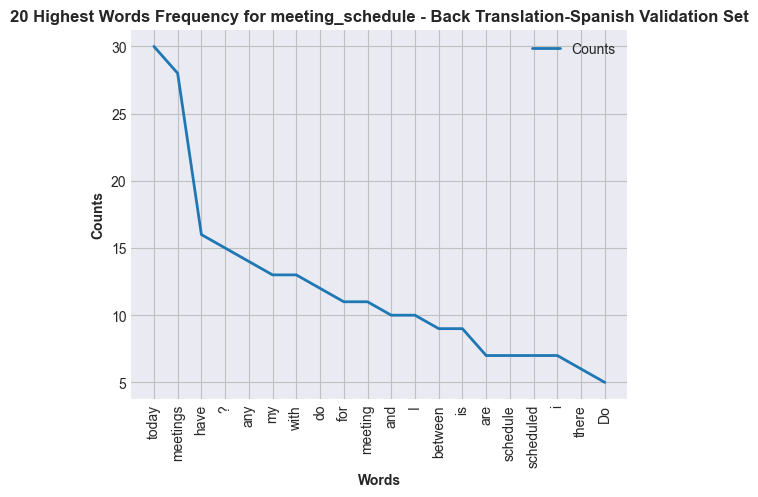 20 Highest Words Frequency for meeting_schedule - Back Translation-Spanish Validation Set
Counts
30
25
20
15
10
5
Counts
today
meetings
have
?
any
my
with
do
for
meeting
and
I
between
is
are
schedule
scheduled
i
there
Do
Words